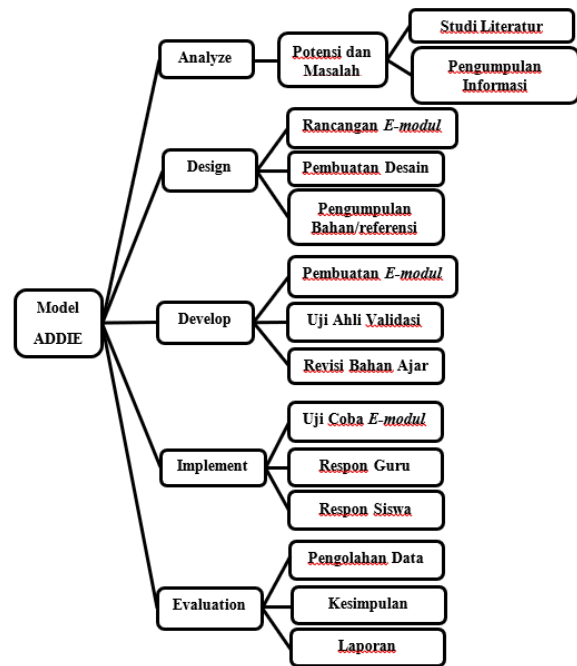 Model
ADDIE
Analyze
Potensi dan
Masalah
Studi Literatur
Pengumpulan
Informasi
Design
Rancangan E-modul
Pembuatan Desain
Pengumpulan
Bahan/referensi
Develop
Pembuatan E-modul
Uji Ahli Validasi
Revisi Bahan Ajar
Implement
Uji Coba E-modul
Respon Guru
Respon Siswa
Evaluation
Pengolahan Data
Kesimpulan
Laporan